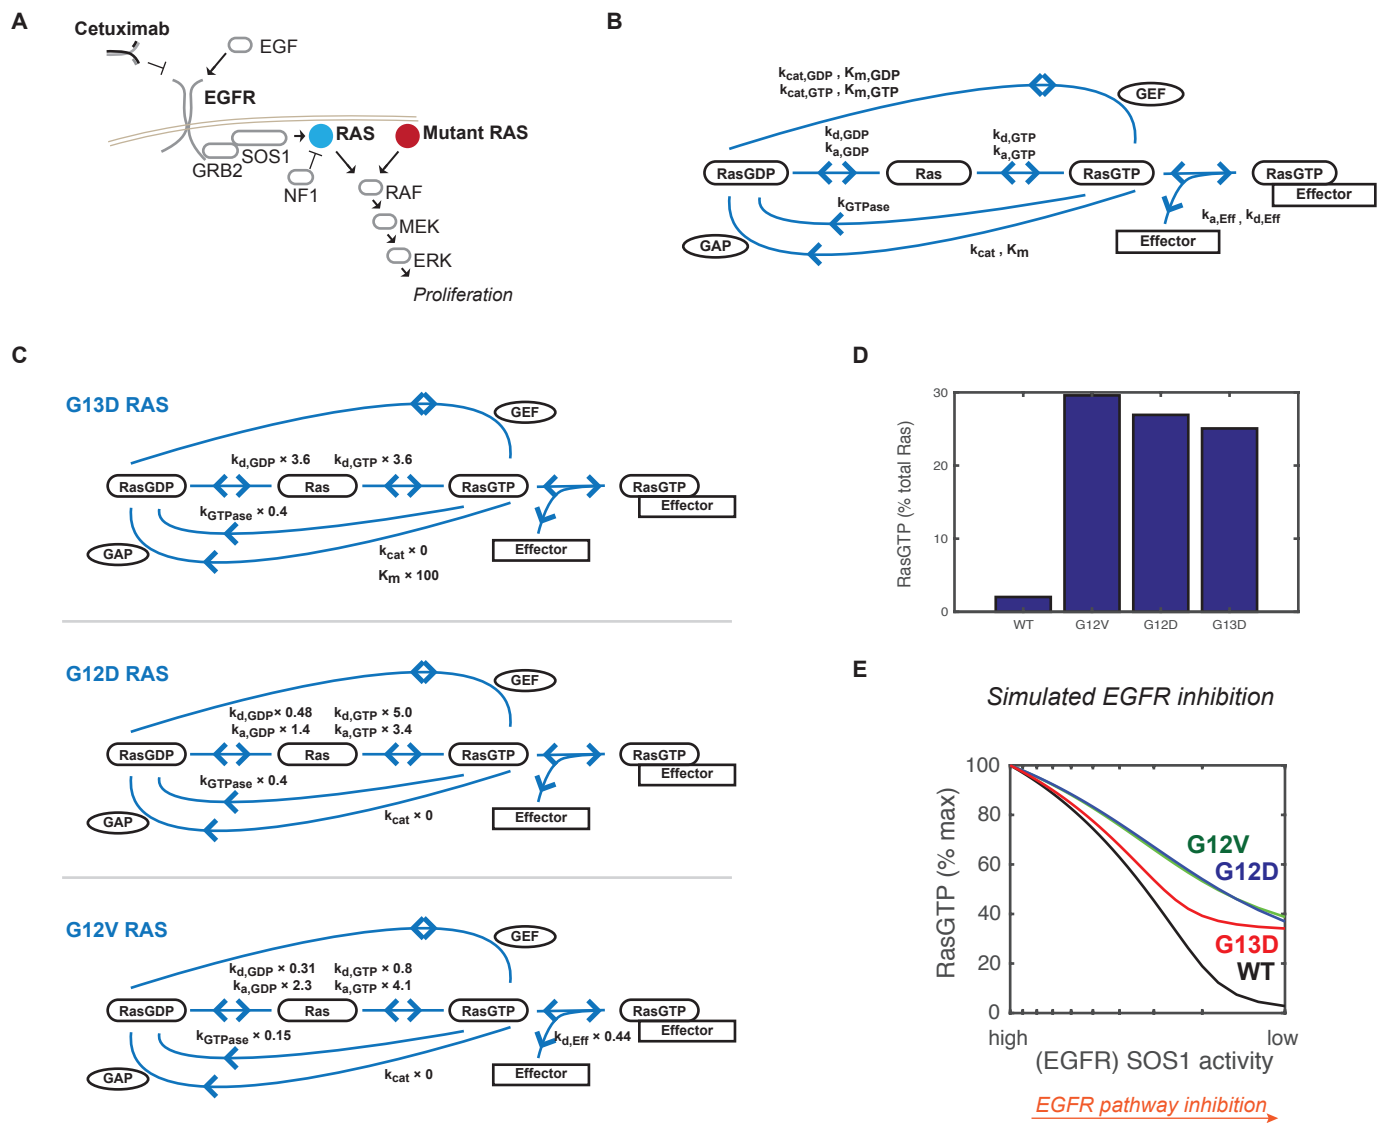 A
Cetuximab
EGF
EGFR
RAS
Mutant RAS
SOS1
GRB2
NF1
RAF
MEK
ERK
Proliferation
B
kcat,GDP , Km,GDP
kcat,GTP , Km,GTP
GEF
kd,GDP
ka,GDP
kd,GTP
ka,GTP
RasGDP
Ras
RasGTP
RasGTP
Effector
kGTPase
ka,Eff , kd,Eff
GAP
Effector
kcat , Km
C
G13D RAS
GEF
kd,GDP × 3.6
kd,GTP × 3.6
RasGDP
Ras
RasGTP
RasGTP
Effector
kGTPase × 0.4
GAP
Effector
kcat × 0
Km × 100
G12D RAS
GEF
kd,GDP × 0.48
kd,GTP × 5.0
ka,GDP × 1.4
ka,GTP × 3.4
RasGDP
Ras
RasGTP
RasGTP
Effector
kGTPase × 0.4
GAP
Effector
kcat × 0
G12V RAS
GEF
kd,GDP × 0.31
kd,GTP × 0.8
ka,GDP × 2.3
ka,GTP × 4.1
RasGDP
Ras
RasGTP
RasGTP
Effector
kGTPase × 0.15
kd,Eff × 0.44
GAP
Effector
kcat × 0
D
RasGTP (% total Ras)
30
20
10
0
WT
G12V
G12D
G13D
E
Simulated EGFR inhibition
RasGTP (% max)
100
80
60
40
20
0
G12V
G12D
G13D
WT
high
low
(EGFR) SOS1 activity
EGFR pathway inhibition